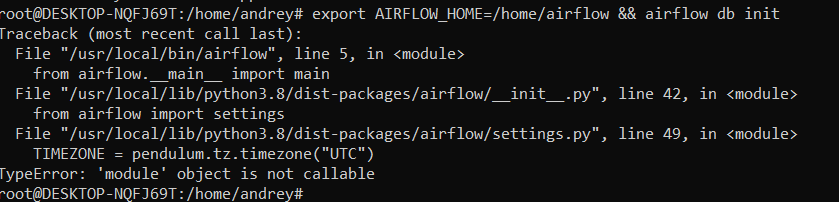 root@DESKTOP-NQFJ69T:/home/andrey# export AIRFLOW_HOME=/home/airflow && airflow db init
Traceback (most recent call last):
  File "/usr/local/bin/airflow", line 5, in <module>
    from airflow.__main__ import main
  File "/usr/local/lib/python3.8/dist-packages/airflow/__init__.py", line 42, in <module>
    from airflow import settings
  File "/usr/local/lib/python3.8/dist-packages/airflow/settings.py", line 49, in <module>
    TIMEZONE = pendulum.tz.timezone("UTC")
TypeError: 'module' object is not callable
root@DESKTOP-NQFJ69T:/home/andrey#